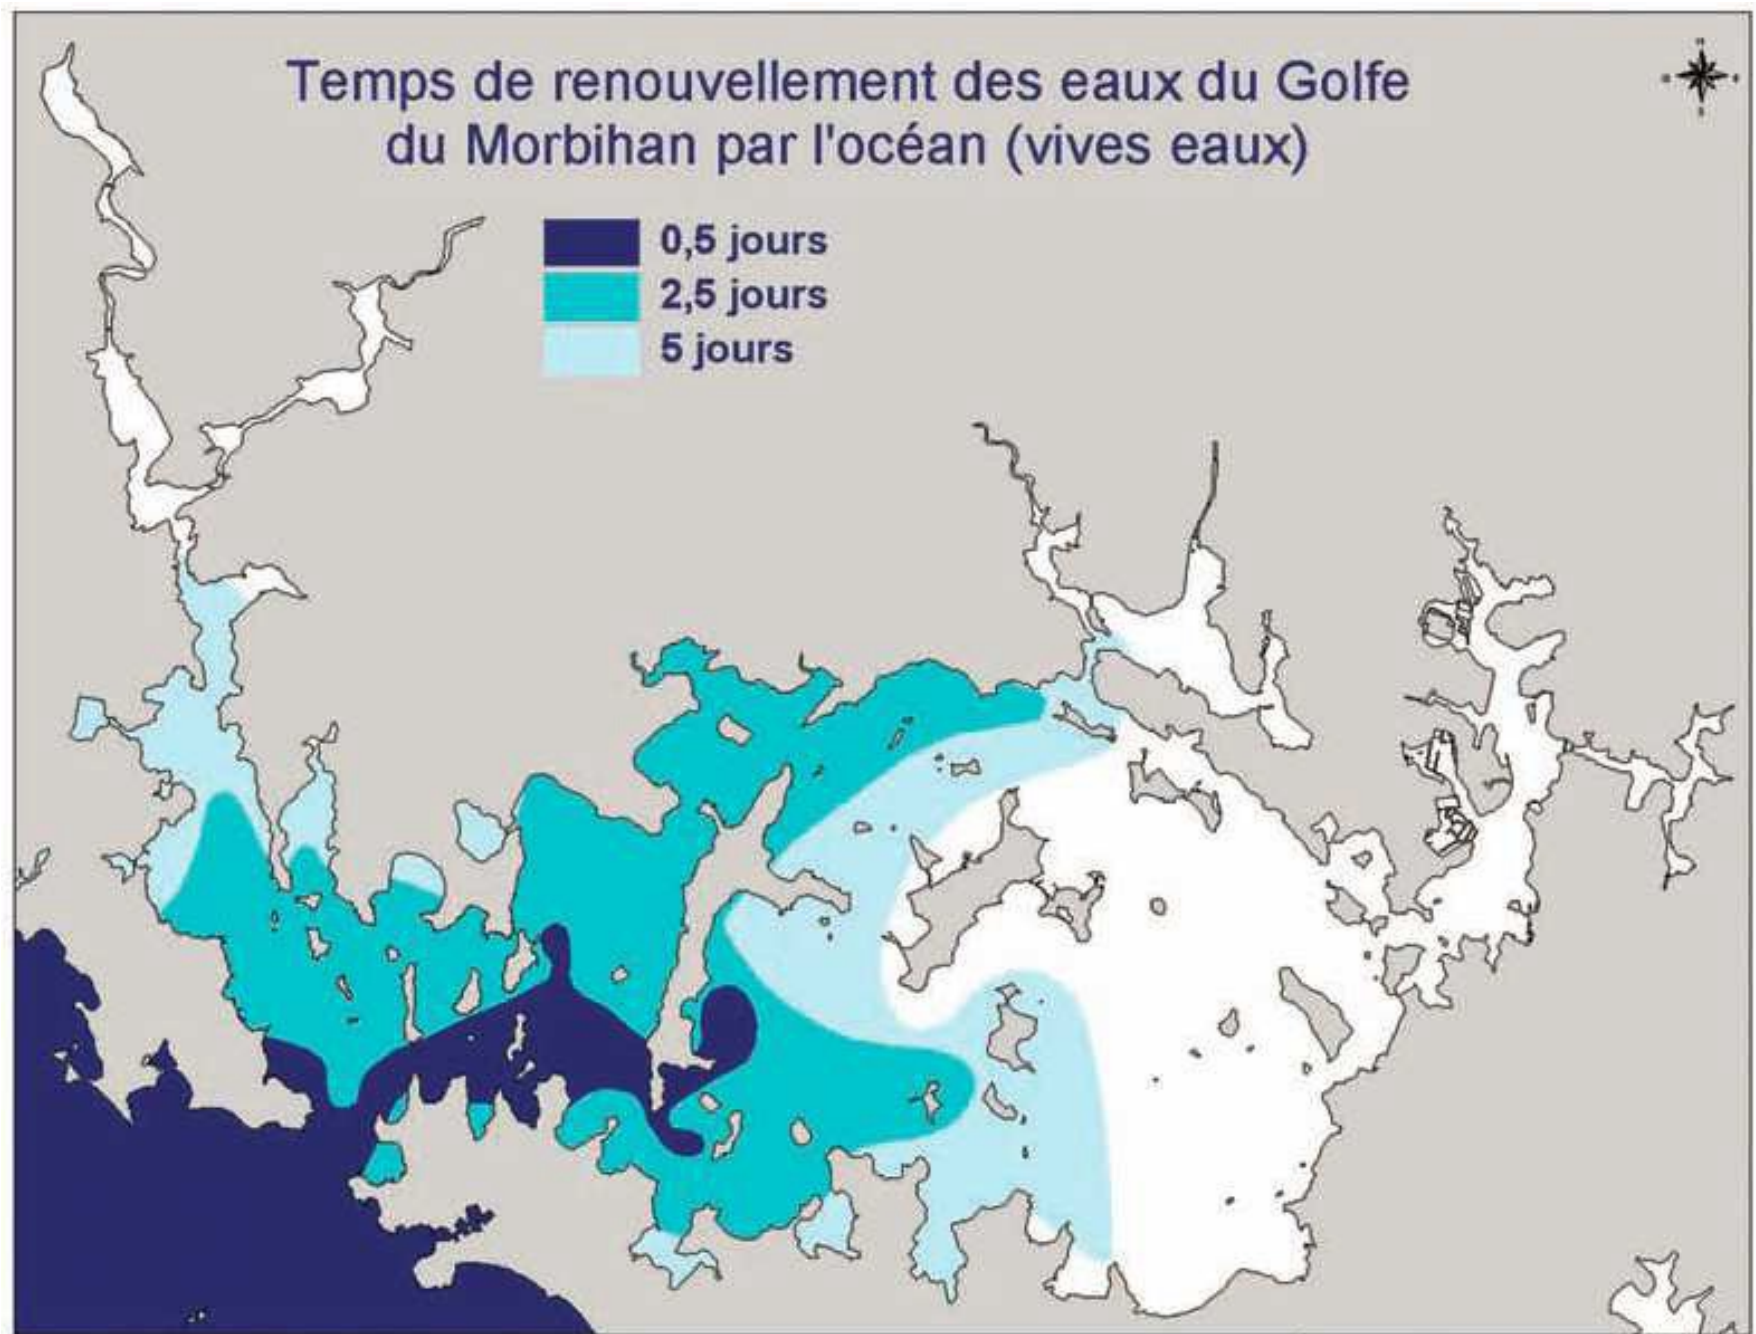 Temps de renouvellement des eaux du Golfe
du Morbihan par l'océan (vives eaux)
0,5 jours
2,5 jours
5 jours